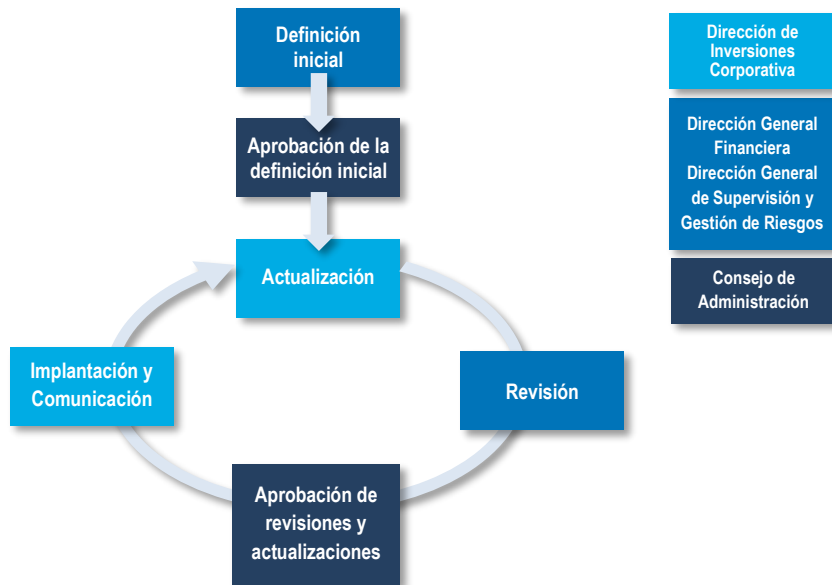 Definición
inicial
Aprobación de la
definición inicial
Actualización
Revisión
Aprobación de
revisiones y
actualizaciones
Implantación y
Comunicación
Dirección de
Inversiones
Corporativa
Dirección General
Financiera
Dirección General
de Supervisión y
Gestión de Riesgos
Consejo de
Administración